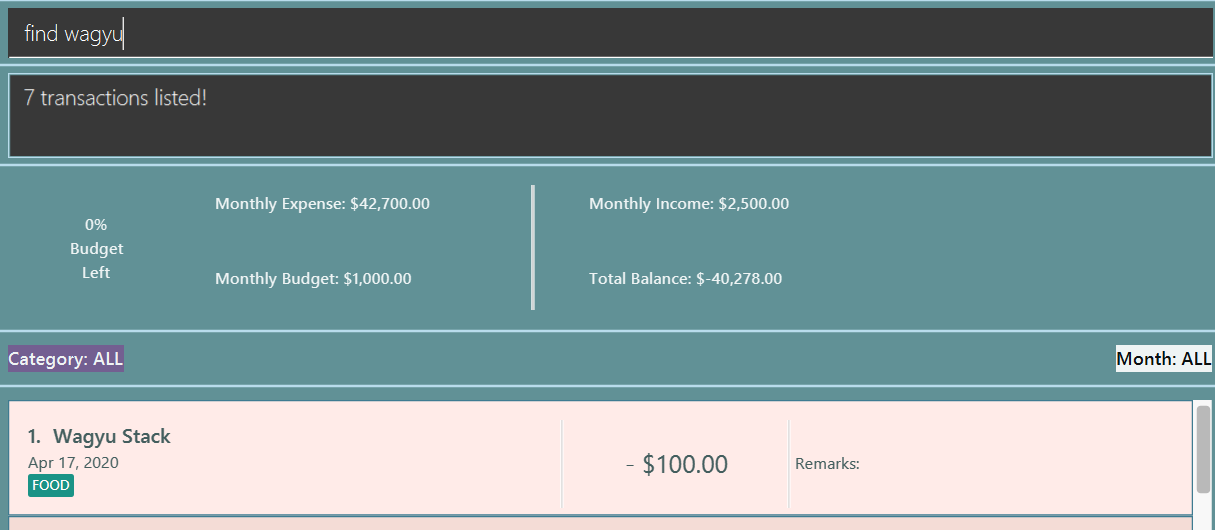 find wagyu
7 transactions listed!
0%
Budget
Left
Monthly Expense: $42,700.00
Monthly Budget: $1,000.00
Monthly Income: $2,500.00
Total Balance: $-40,278.00
Category: ALL
Month: ALL
1. Wagyu Stack
Apr 17, 2020
FOOD
- $100.00
Remarks: